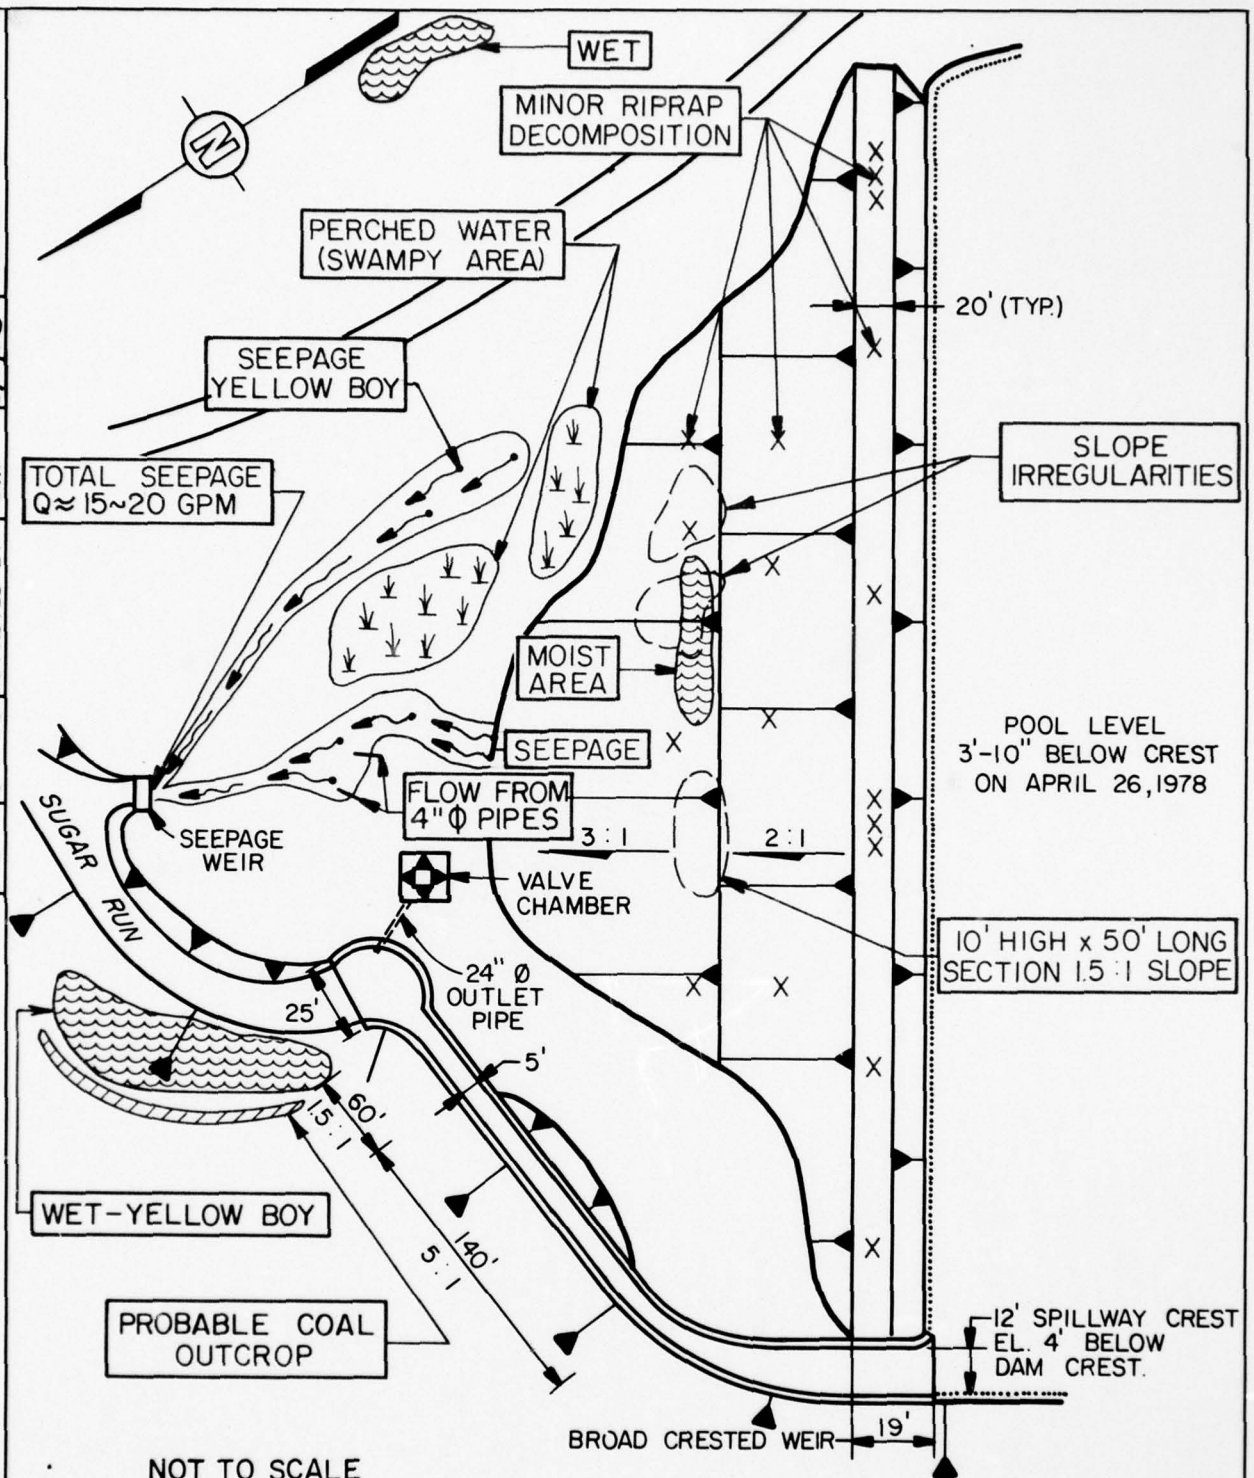 WET
MINOR RIPRAP
DECOMPOSITION
N
PERCHED WATER
(SWAMPY AREA)
20' (TYP.)
SEEPAGE
YELLOW BOY
SLOPE
IRREGULARITIES
TOTAL SEEPAGE
Q≈15~20 GPM
MOIST
AREA
POOL LEVEL
3'-10" BELOW CREST
ON APRIL 26, 1978
SEEPAGE
FLOW FROM
4" Φ PIPES
SUGAR RUN
SEEPAGE
WEIR
3:1
2:1
VALVE
CHAMBER
10' HIGH x 50' LONG
SECTION 1.5:1 SLOPE
24" Ø
OUTLET
PIPE
25'
5'
60'
1.5:1
WET-YELLOW BOY
140'
5:1
PROBABLE COAL
OUTCROP
12' SPILLWAY CREST
EL. 4' BELOW
DAM CREST.
BROAD CRESTED WEIR
19'
NOT TO SCALE